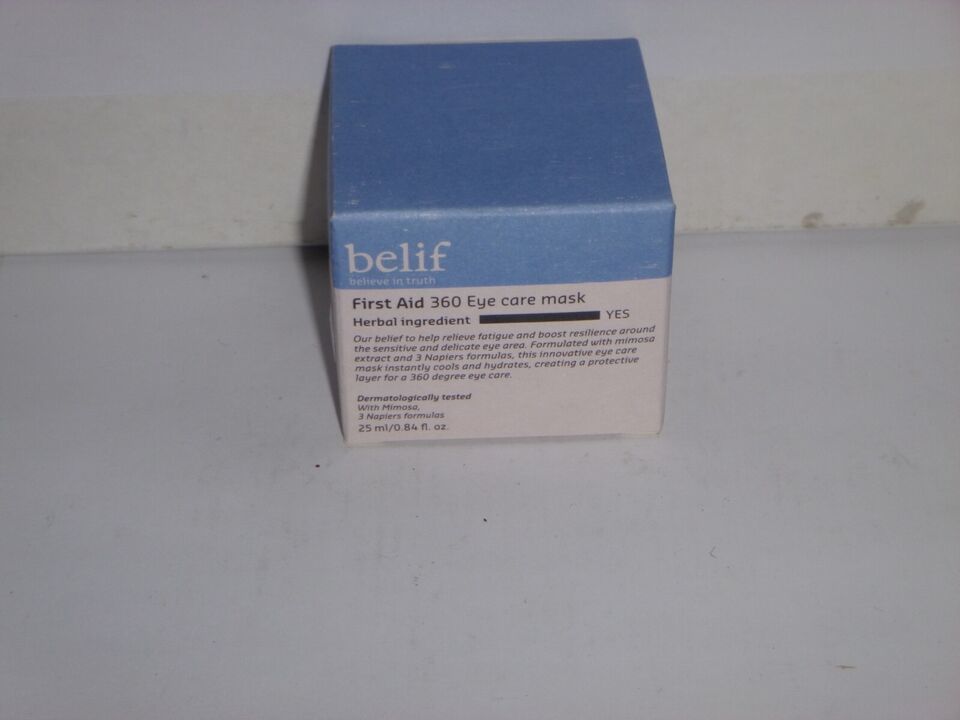 belif
believe in truth
First Aid 360 Eye care mask
Herbal ingredient YES
Our belief to help relieve fatigue and boost resilience around
the sensitive and delicate eye area. Formulated with mimosa
extract and 3 Napiers formulas, this innovative eye care
mask instantly cools and hydrates, creating a protective
layer for a 360 degree eye care.
Dermatologically tested
With Mimosa,
3 Napiers formulas
25 ml/0.84 fl. oz.